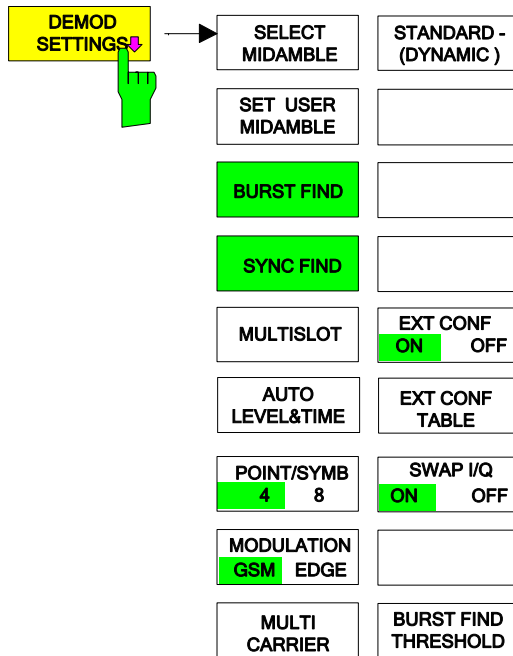 DEMOD
SETTINGS
SELECT
MIDAMBLE
STANDARD -
(DYNAMIC )
SET USER
MIDAMBLE
BURST FIND
SYNC FIND
MULTISLOT
EXT CONF
ON OFF
AUTO
LEVEL&TIME
EXT CONF
TABLE
POINT/SYMB
4 8
SWAP I/Q
ON OFF
MODULATION
GSM EDGE
MULTI
CARRIER
BURST FIND
THRESHOLD